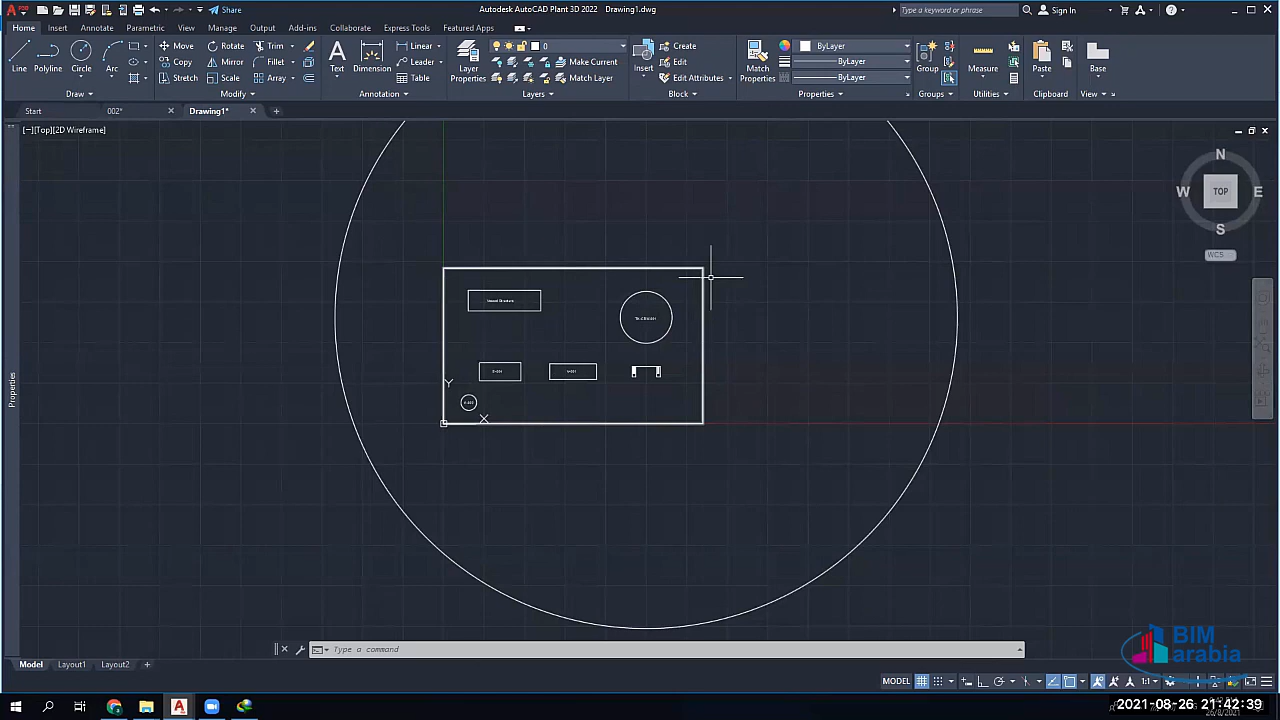 Share
Autodesk AutoCAD Plant 3D 2022 Drawing1.dwg
Type a keyword or phrase
Sign In
Home Insert Annotate Parametric View Manage Output Add-ins Collaborate Express Tools Featured Apps
Line Polyline Circle Arc
Move Rotate Trim
Copy Mirror Fillet
Stretch Scale Array
Text Dimension
Linear
Leader
Table
Layer Properties
0
Make Current
Match Layer
Insert
Create
Edit
Edit Attributes
Match Properties
ByLayer
ByLayer
ByLayer
Group
Measure
Paste
Base
Draw Modify Annotation Layers Block Properties Groups Utilities Clipboard View
Start 002* Drawing1*
[−][Top][2D Wireframe]
N
W TOP E
S
WCS
Properties
Y
X
Type a command
Model Layout1 Layout2
MODEL
1:1
BIM
arabia
2021-08-26 21:42:39